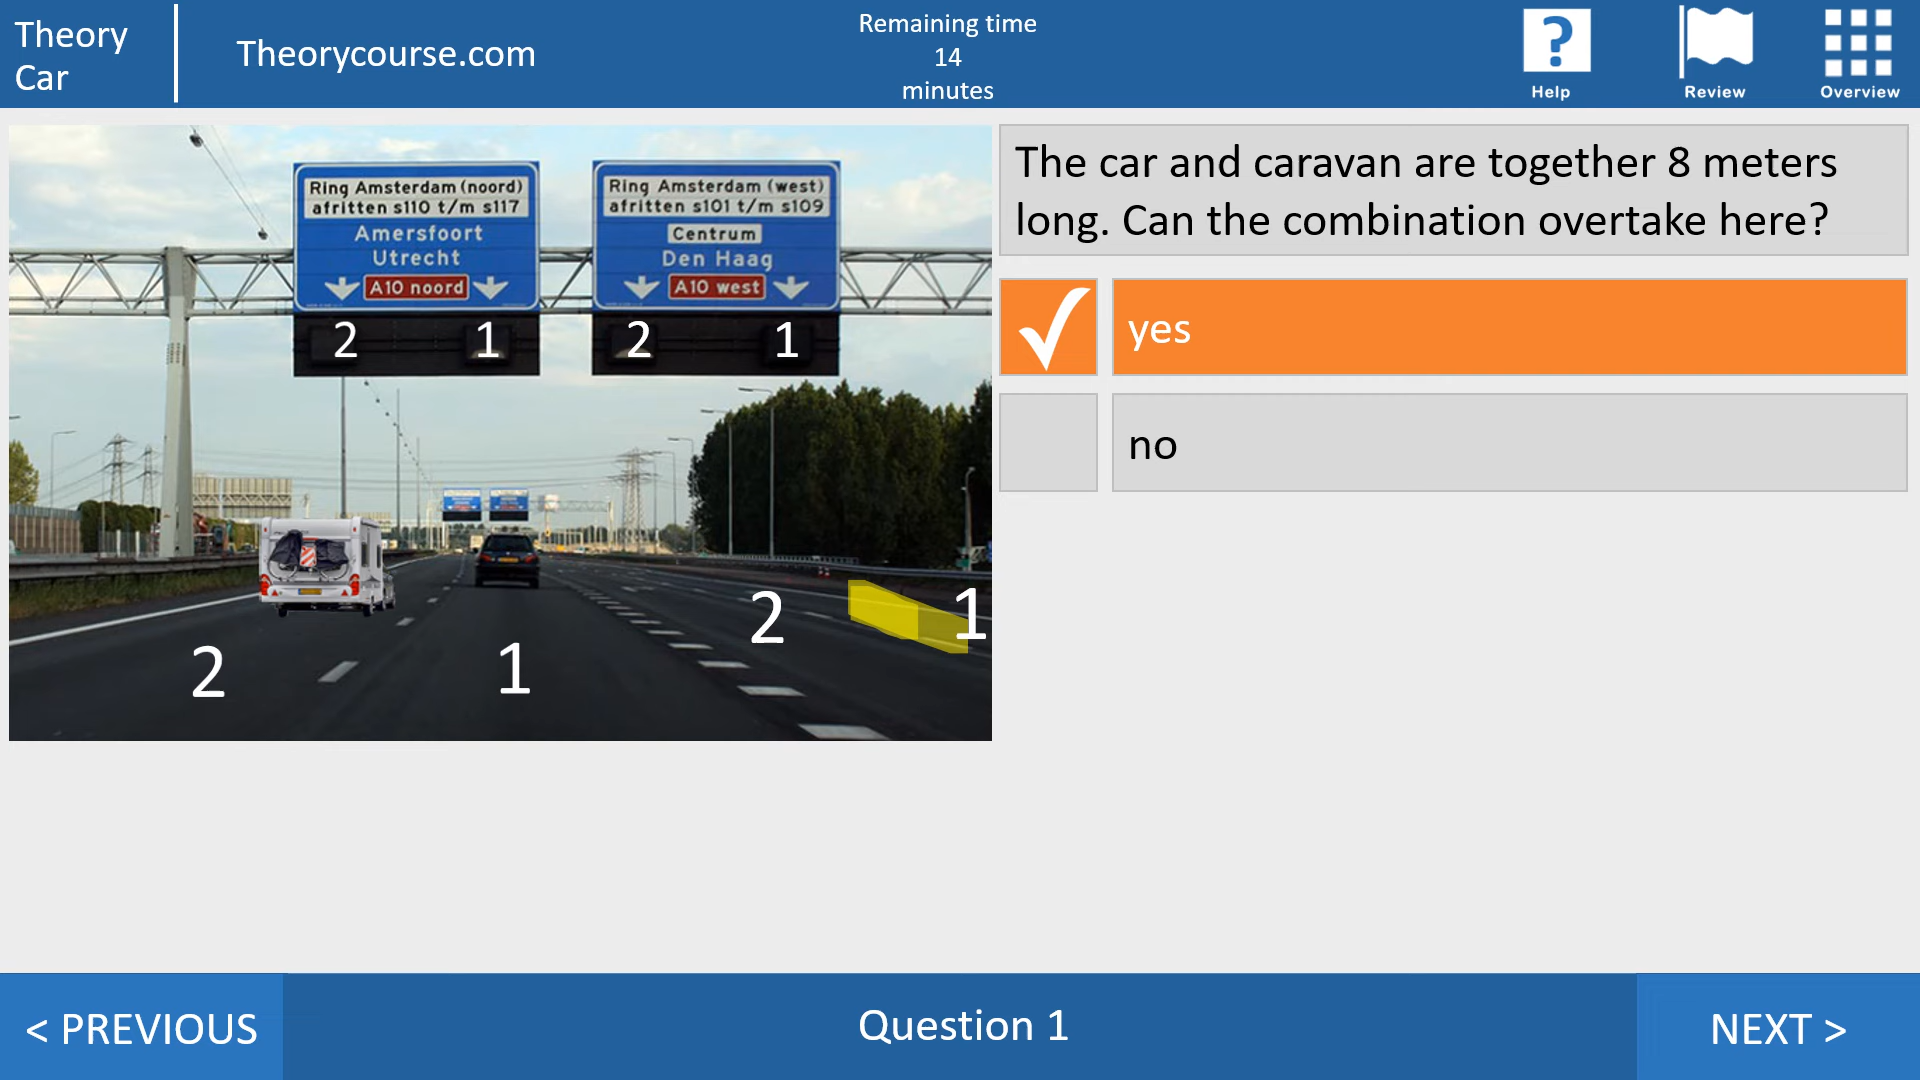 Theory
Car
Theorycourse.com
Remaining time
14
minutes
Help
Review
Overview
Ring Amsterdam (noord)
afritten s110 t/m s117
Amersfoort
Utrecht
A10 noord
2 1
Ring Amsterdam (west)
afritten s101 t/m s109
Centrum
Den Haag
A10 west
2 1
2
1
2
1
The car and caravan are together 8 meters
long. Can the combination overtake here?
yes
no
< PREVIOUS
Question 1
NEXT >